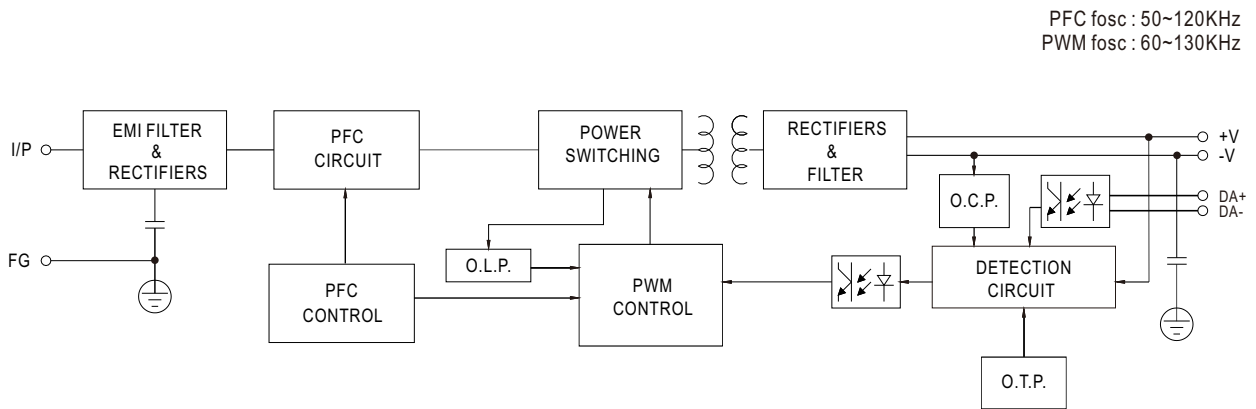 PFC fosc : 50~120KHz
PWM fosc : 60~130KHz
I/P
EMI FILTER
&
RECTIFIERS
PFC
CIRCUIT
POWER
SWITCHING
RECTIFIERS
&
FILTER
+V
-V
O.C.P.
DA+
DA-
FG
O.L.P.
PFC
CONTROL
PWM
CONTROL
DETECTION
CIRCUIT
O.T.P.